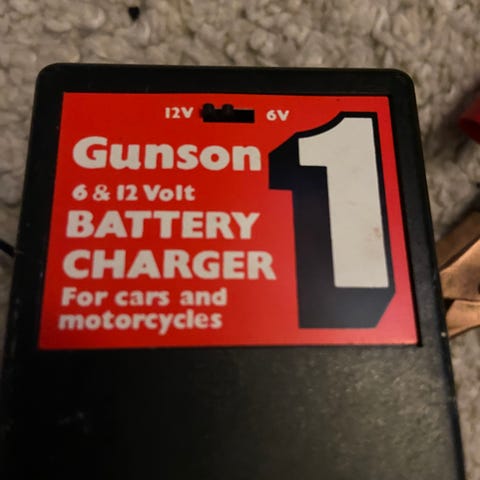 12V 6V
Gunson
6 & 12 Volt
BATTERY
CHARGER
For cars and
motorcycles
1